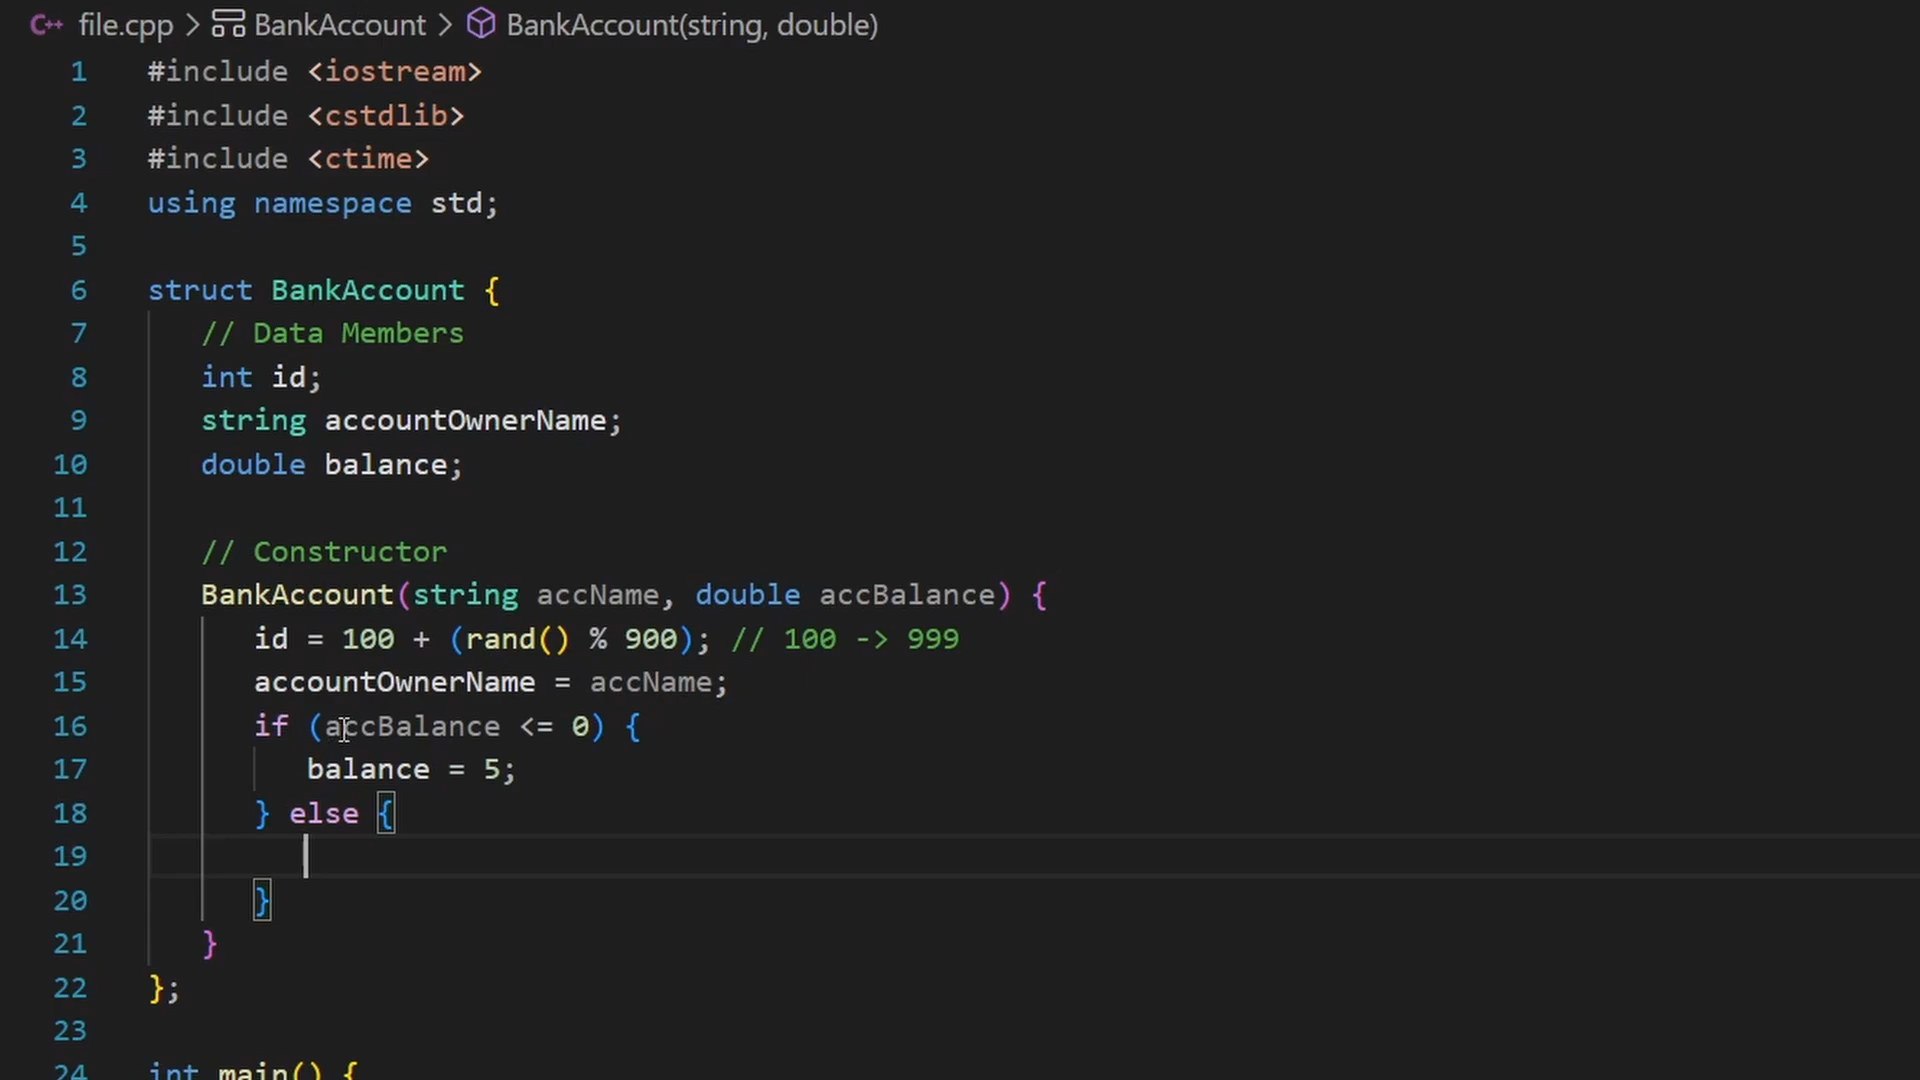 file.cpp > BankAccount > BankAccount(string, double)
1 #include <iostream>
2 #include <cstdlib>
3 #include <ctime>
4 using namespace std;
5
6 struct BankAccount {
7 // Data Members
8 int id;
9 string accountOwnerName;
10 double balance;
11
12 // Constructor
13 BankAccount(string accName, double accBalance) {
14 id = 100 + (rand() % 900); // 100 -> 999
15 accountOwnerName = accName;
16 if (accBalance <= 0) {
17 balance = 5;
18 } else {
19
20 }
21 }
22 };
23
24 int main() {